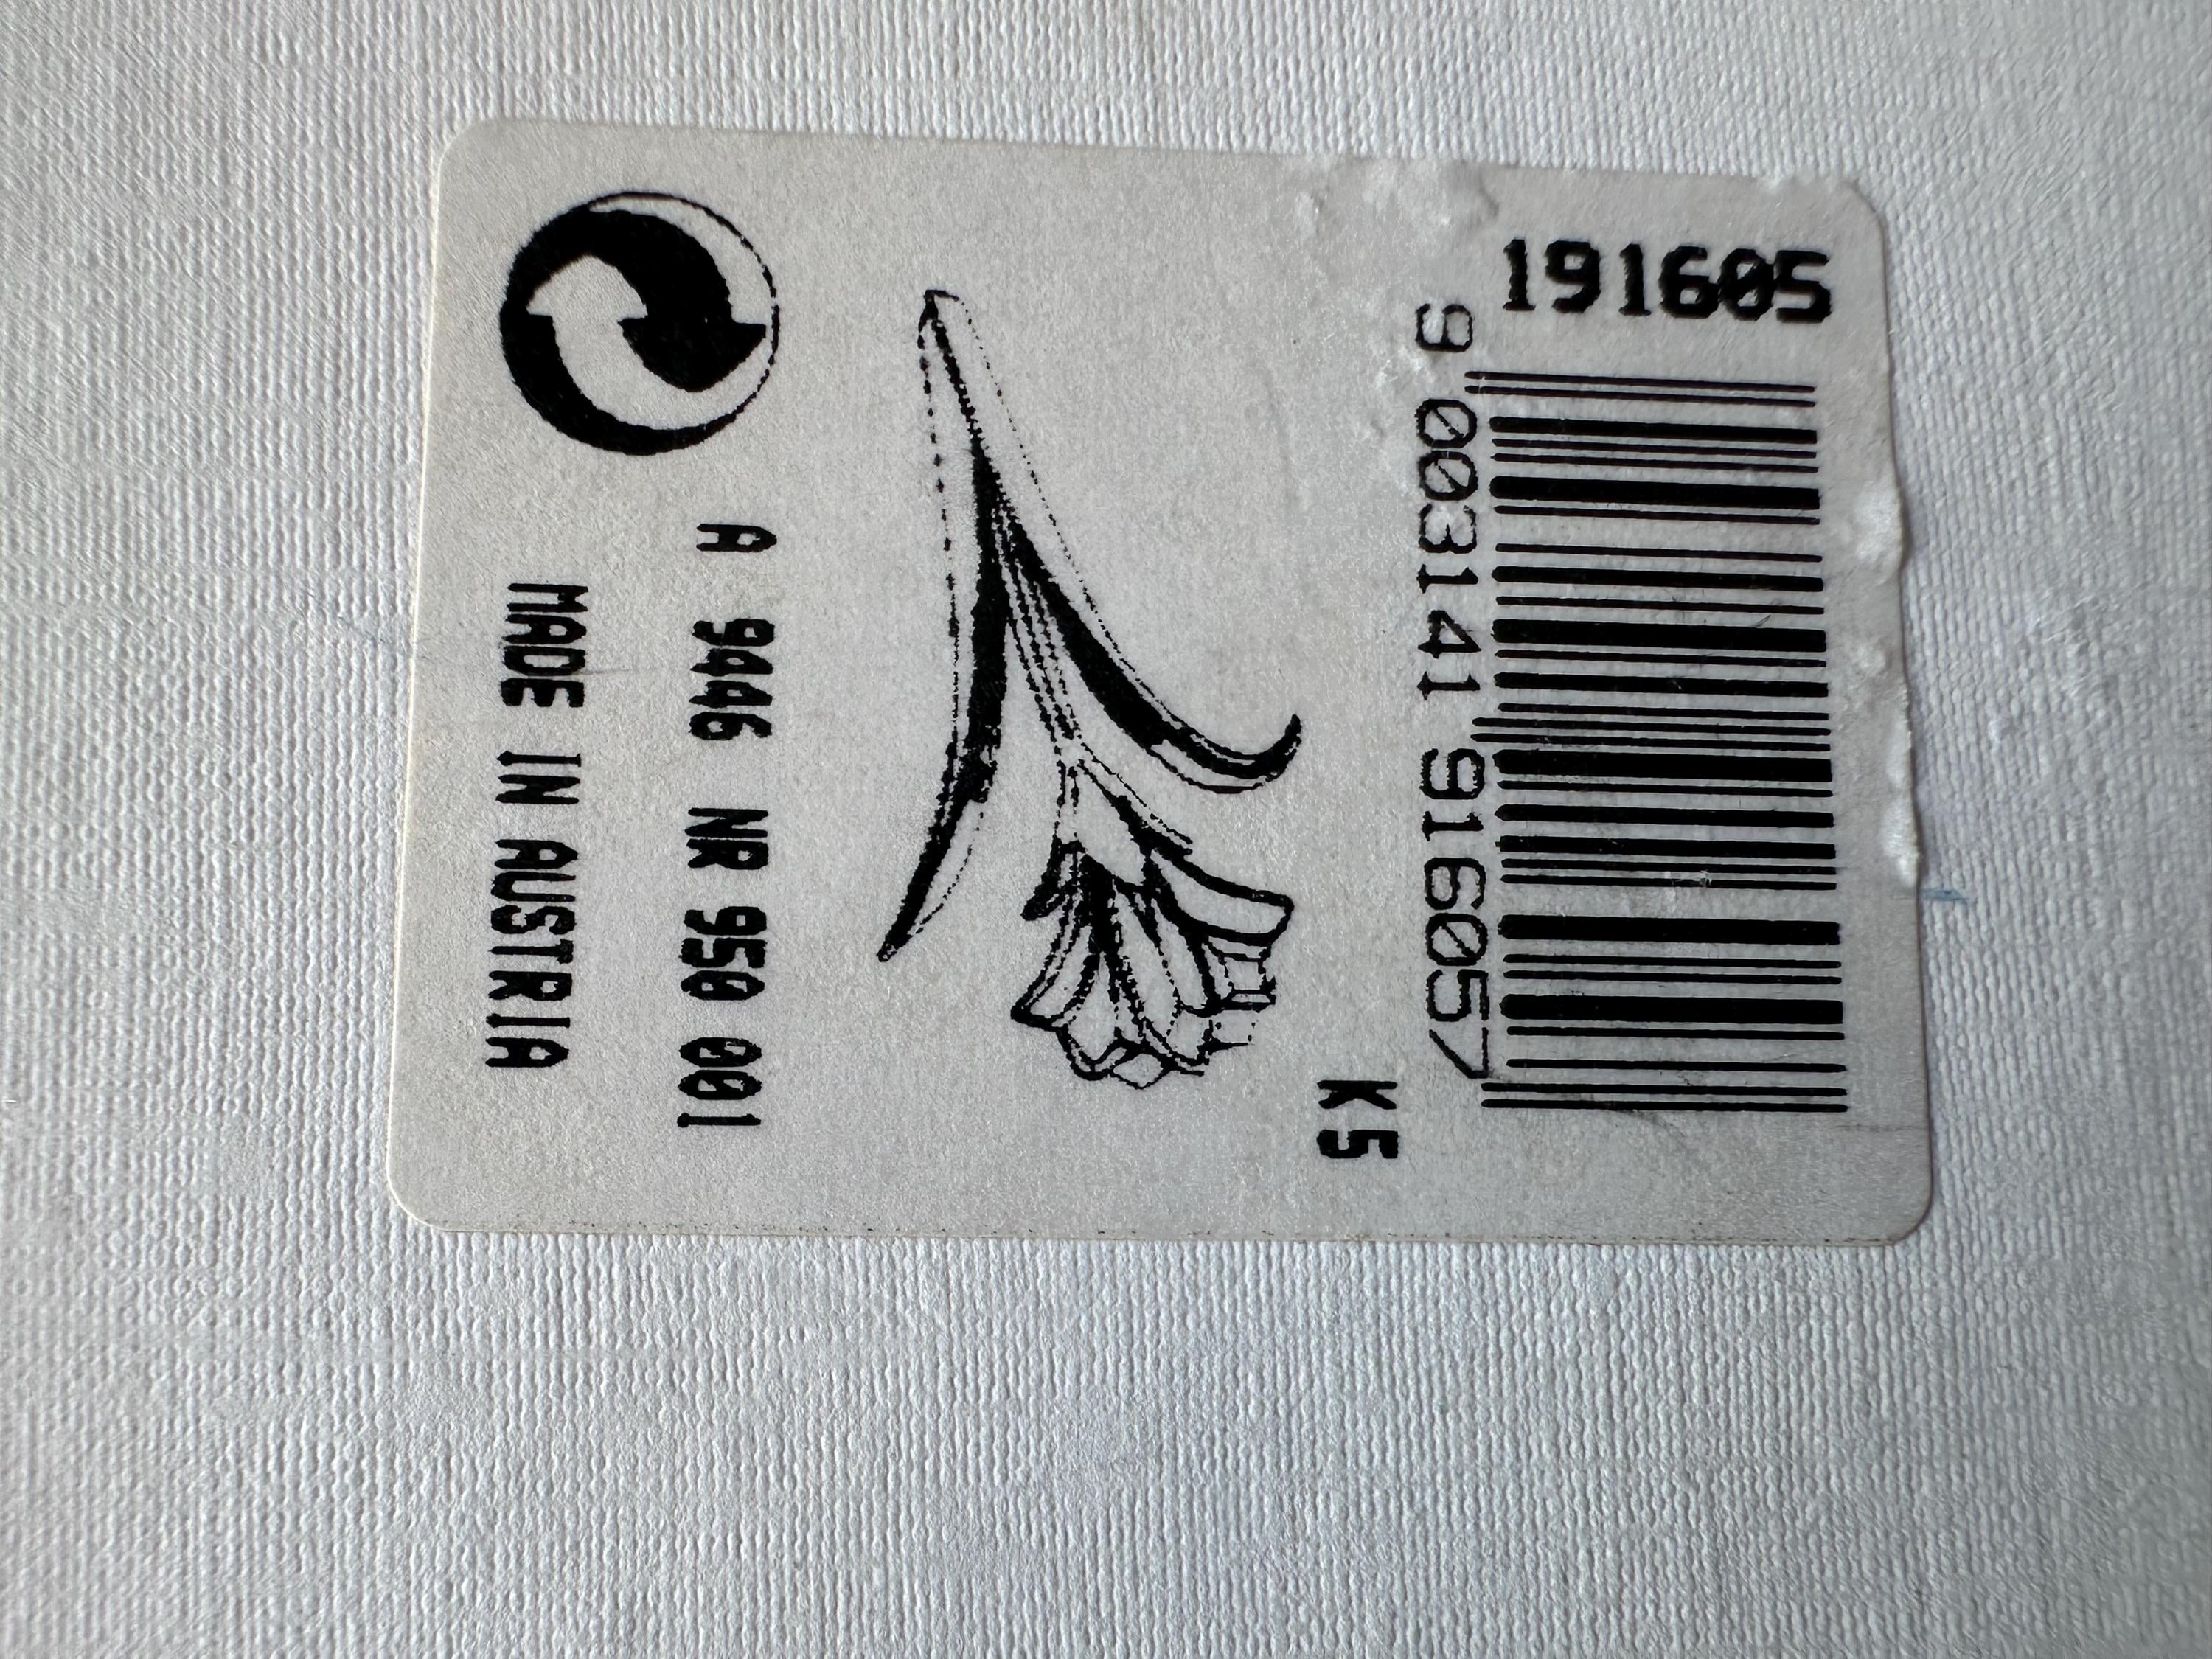 191605
9 003141 916057
K5
A 9446 NR 950 001
MADE IN AUSTRIA